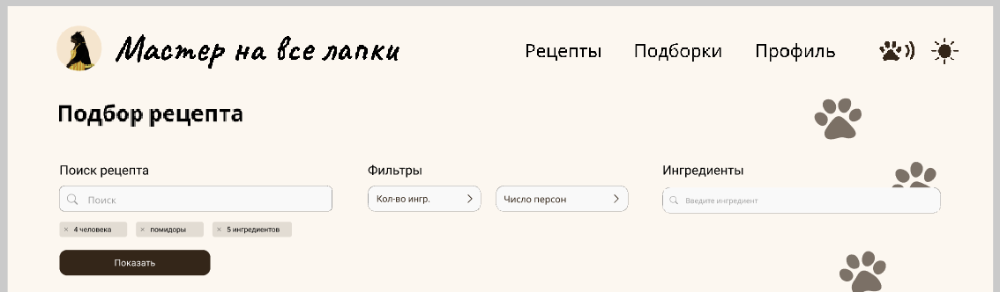 Мастер на все лапки
Рецепты Подборки Профиль
Подбор рецепта
Поиск рецепта
Фильтры
Ингредиенты
Поиск
Кол-во ингр.
Число персон
Введите ингредиент
× 4 человека × помидоры × 5 ингредиентов
Показать